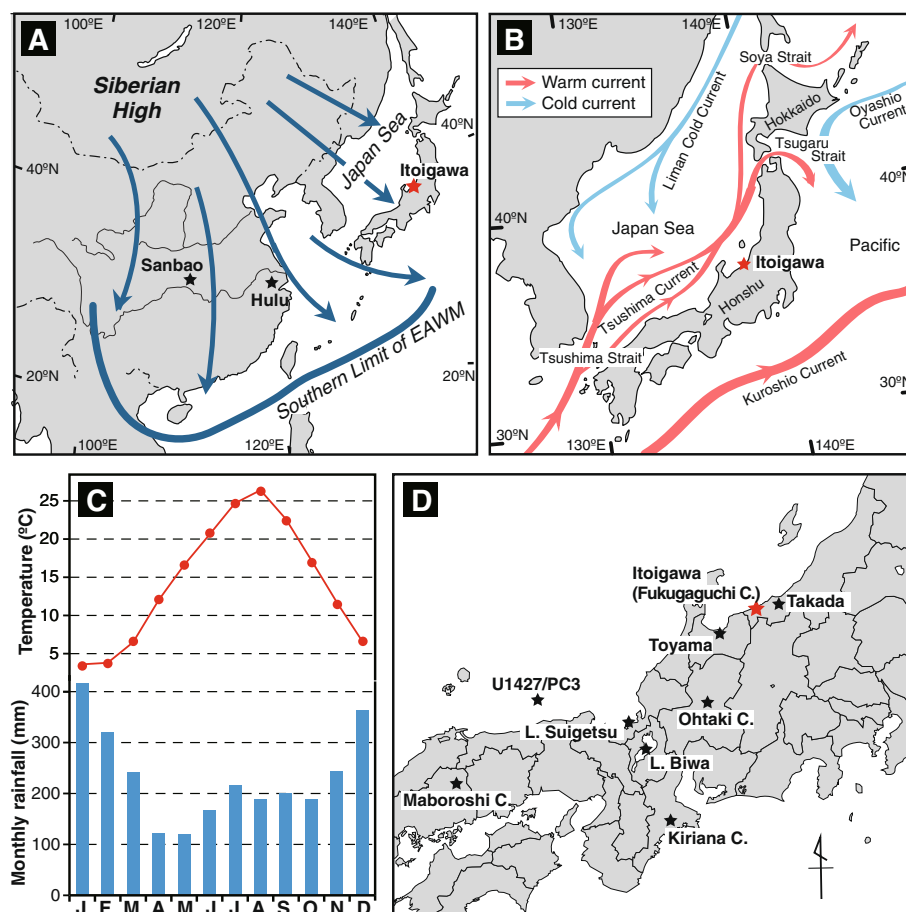 A
100ºE
120ºE
140ºE
Siberian
High
Japan Sea
40ºN
40ºN
Itoigawa
Sanbao
Hulu
Southern Limit of EAWM
20ºN
20ºN
100ºE
120ºE
B
130ºE
140ºE
Warm current
Cold current
Soya Strait
Liman Cold Current
Hokkaido
Oyashio
Current
Tsugaru
Strait
40ºN
40ºN
Japan Sea
Pacific
Itoigawa
Tsushima Current
Honshu
Tsushima Strait
Kuroshio Current
30ºN
30ºN
130ºE
140ºE
C
Temperature (ºC)
25
20
15
10
5
Monthly rainfall (mm)
400
300
200
100
0
J F M A M J J A S O N D
D
Itoigawa
(Fukugaguchi C.)
Takada
Toyama
U1427/PC3
Ohtaki C.
L. Suigetsu
L. Biwa
Maboroshi C.
Kiriana C.